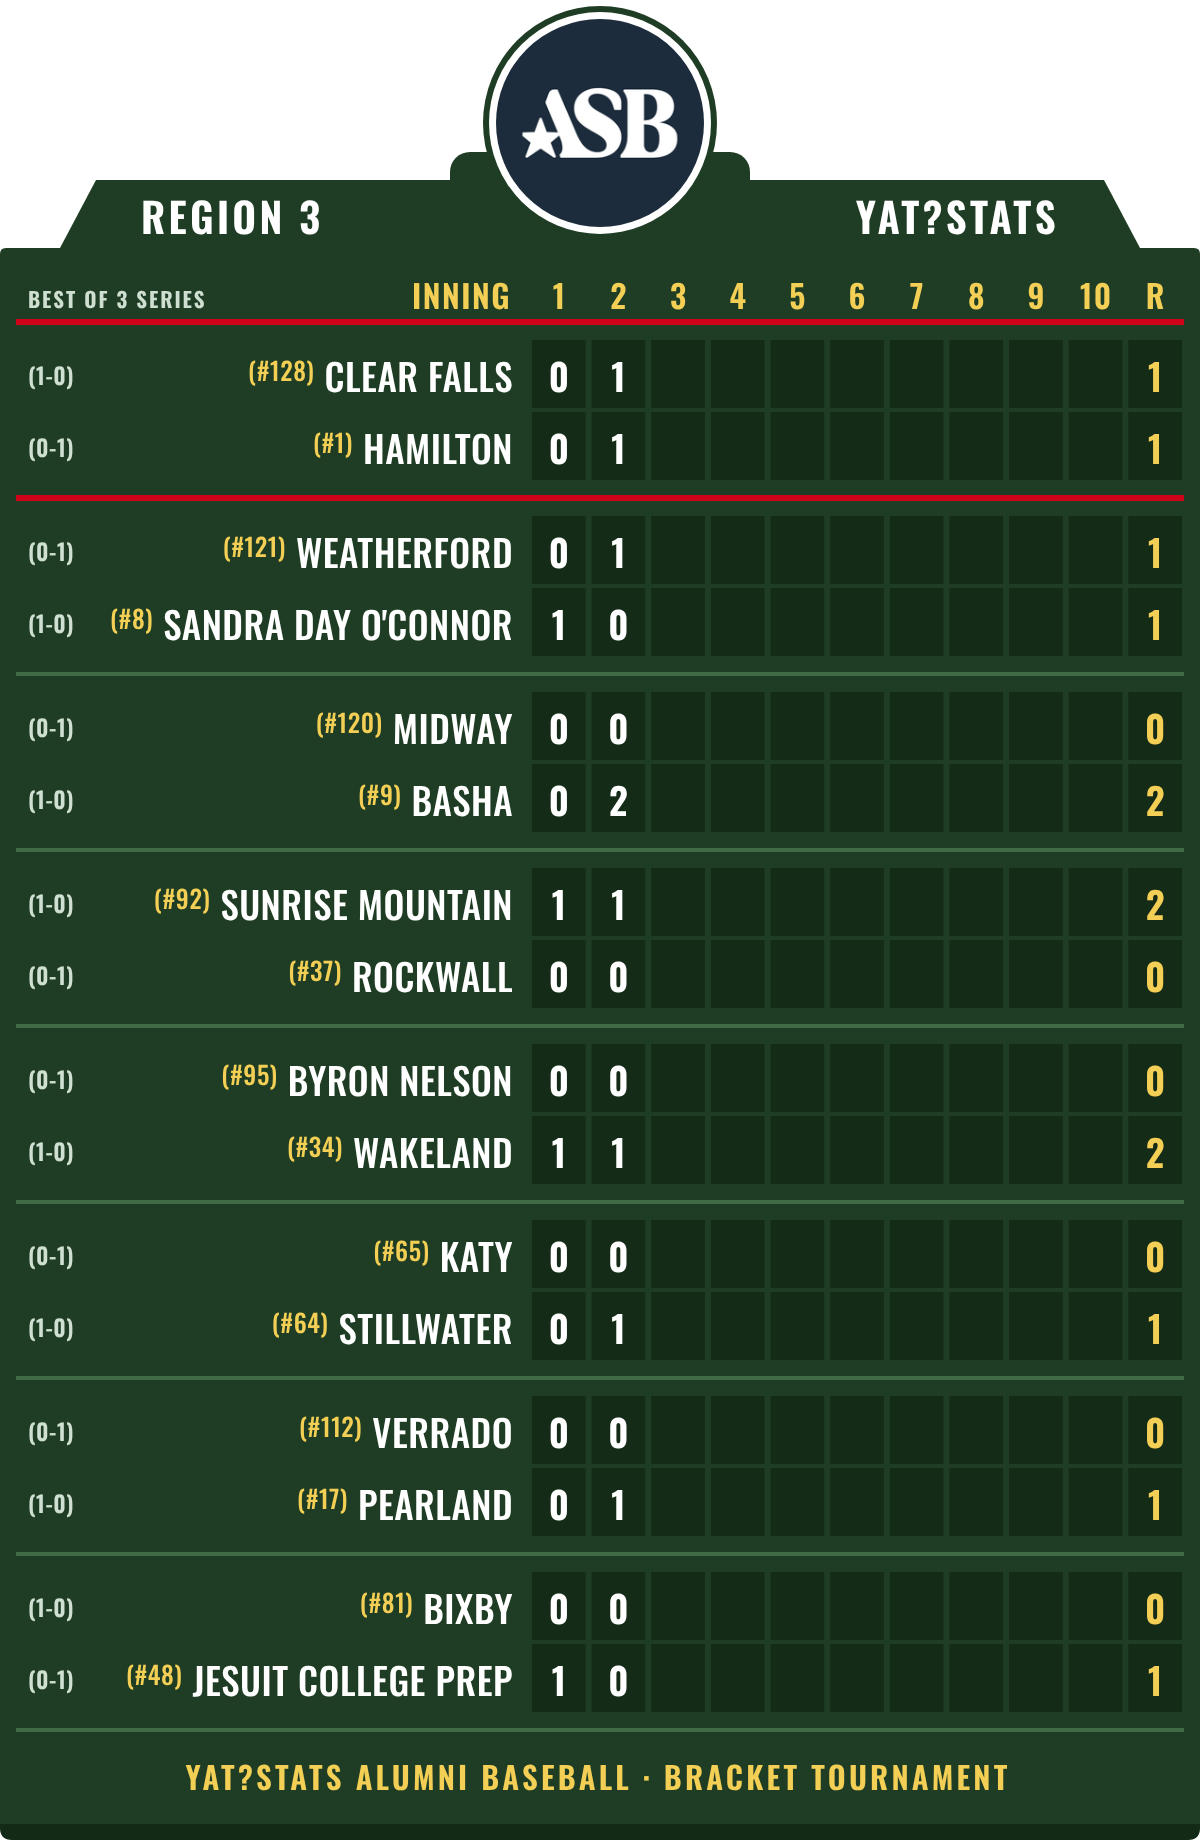 ASB
REGION 3 YAT?STATS
BEST OF 3 SERIES INNING 1 2 3 4 5 6 7 8 9 10 R
(1-0) (#128) CLEAR FALLS 0 1 1
(0-1) (#1) HAMILTON 0 1 1
(0-1) (#121) WEATHERFORD 0 1 1
(1-0) (#8) SANDRA DAY O'CONNOR 1 0 1
(0-1) (#120) MIDWAY 0 0 0
(1-0) (#9) BASHA 0 2 2
(1-0) (#92) SUNRISE MOUNTAIN 1 1 2
(0-1) (#37) ROCKWALL 0 0 0
(0-1) (#95) BYRON NELSON 0 0 0
(1-0) (#34) WAKELAND 1 1 2
(0-1) (#65) KATY 0 0 0
(1-0) (#64) STILLWATER 0 1 1
(0-1) (#112) VERRADO 0 0 0
(1-0) (#17) PEARLAND 0 1 1
(1-0) (#81) BIXBY 0 0 0
(0-1) (#48) JESUIT COLLEGE PREP 1 0 1
YAT?STATS ALUMNI BASEBALL · BRACKET TOURNAMENT